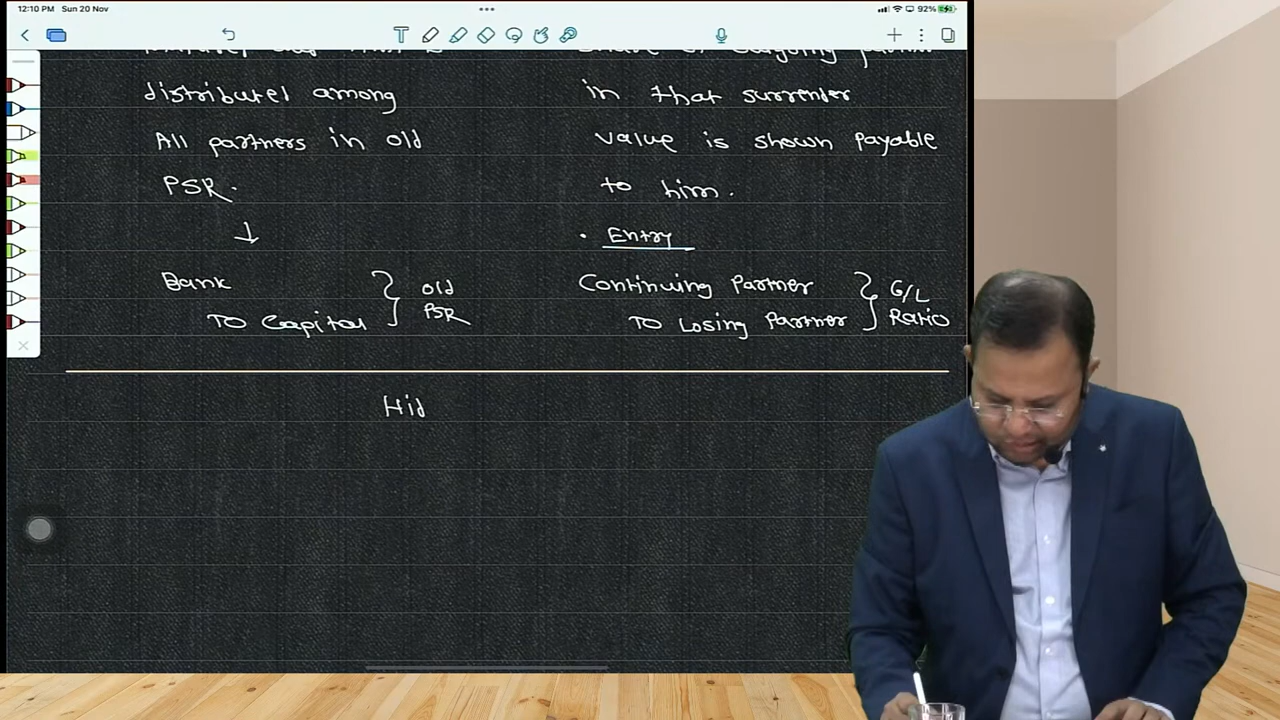 12:10 PM Sun 20 Nov
92%
distributed among
All partners in old
PSR.
Bank
To Capital
Old
PSR
in that surrender
value is shown payable
to him.
. Entry
Continuing Partner
To Losing Partner
G/L
Ratio
Hid